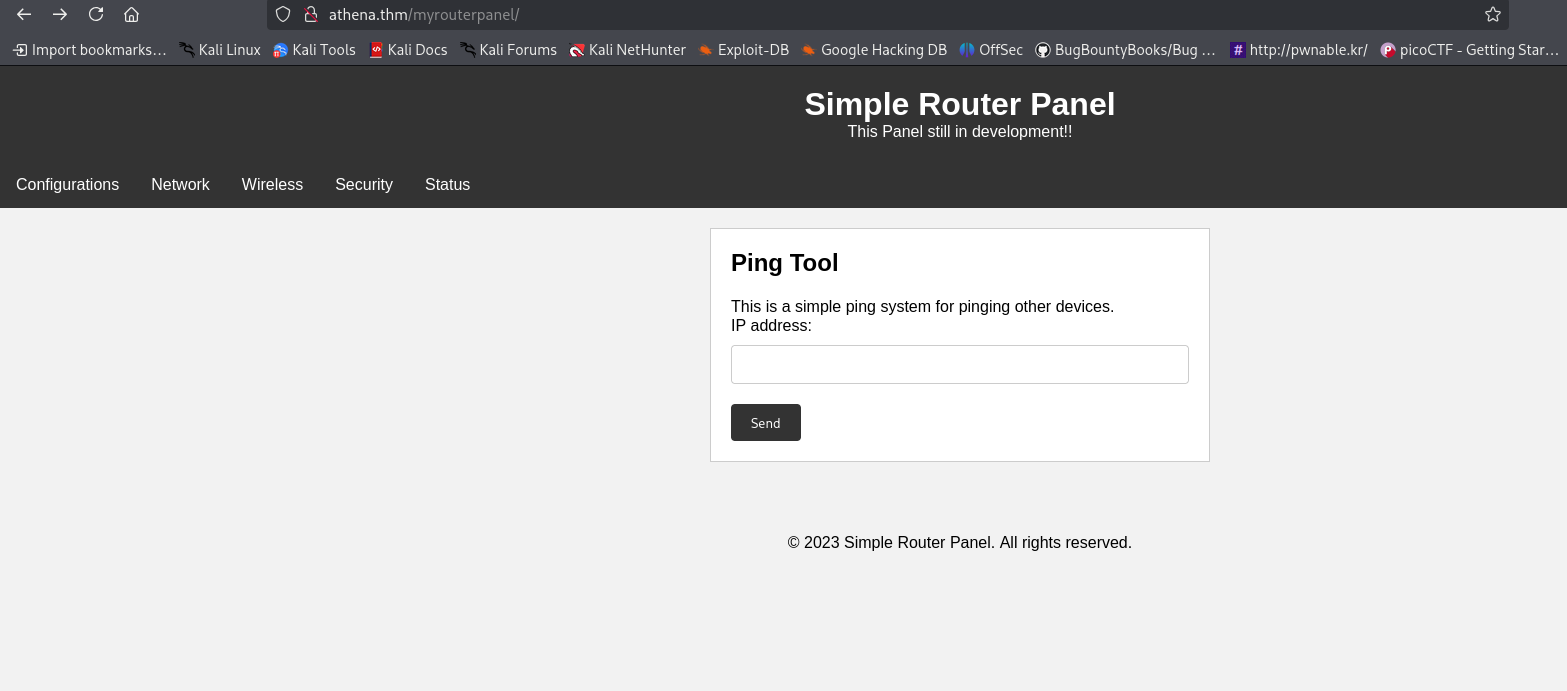 athena.thm/myrouterpanel/
Import bookmarks... Kali Linux Kali Tools Kali Docs Kali Forums Kali NetHunter Exploit-DB Google Hacking DB OffSec BugBountyBooks/Bug ... # http://pwnable.kr/ picoCTF - Getting Star...
Simple Router Panel
This Panel still in development!!
Configurations Network Wireless Security Status
Ping Tool
This is a simple ping system for pinging other devices.
IP address:
Send
© 2023 Simple Router Panel. All rights reserved.